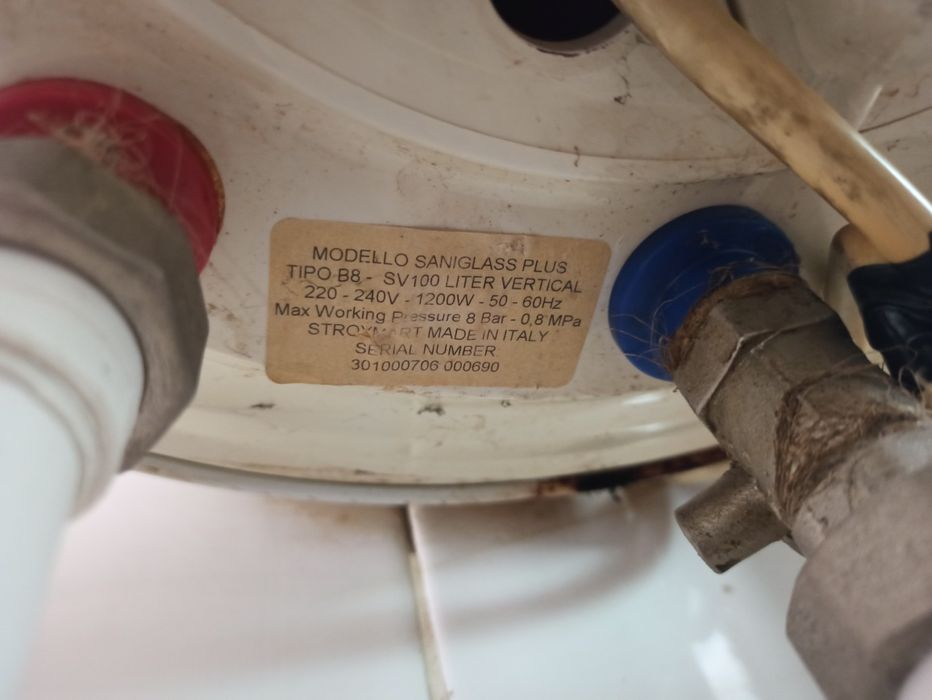 MODELLO SANIGLASS PLUS
TIPO B8 - SV100 LITER VERTICAL
220 - 240V - 1200W - 50 - 60Hz
Max Working Pressure 8 Bar - 0,8 MPa
MADE IN ITALY
SERIAL NUMBER
301000706 000690